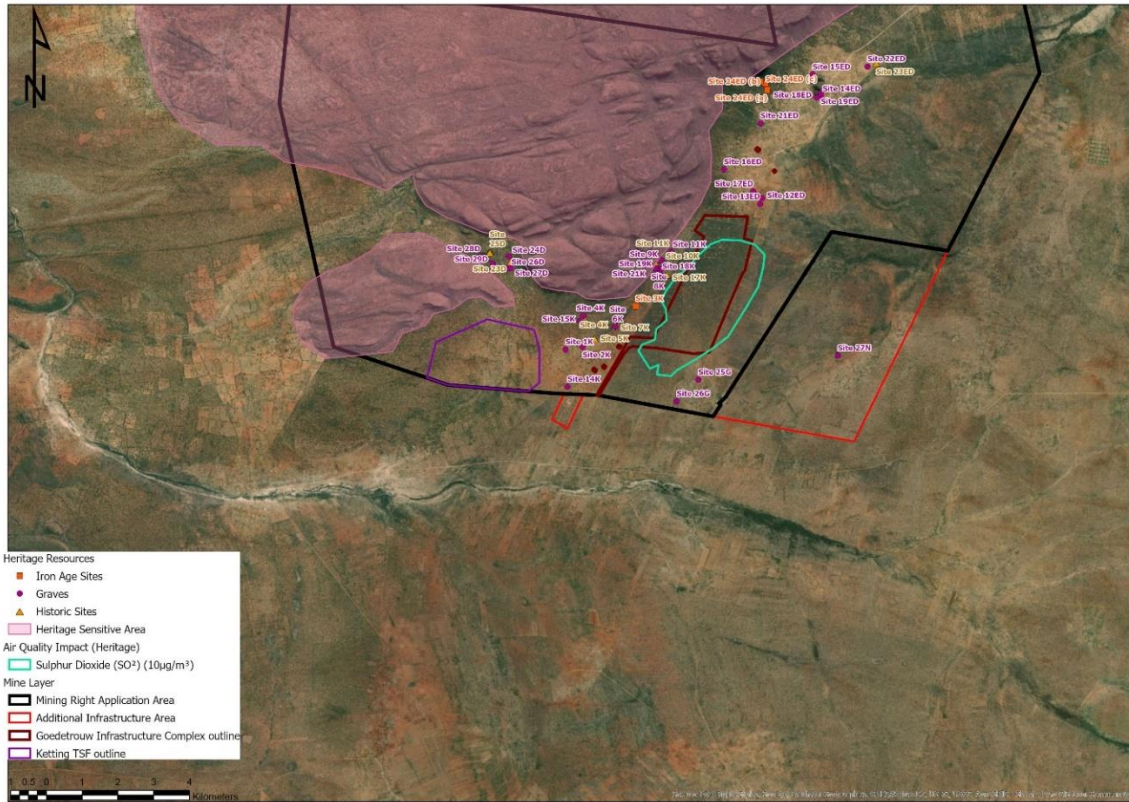 N
Site 22ED
Site 15ED
Site 23ED
Site 24ED (b)
Site 24ED (c)
Site 24ED (a)
Site 18ED
Site 14ED
Site 19ED
Site 21ED
Site 16ED
Site 17ED
Site 13ED
Site 12ED
Site
25D
Site 28D
Site 24D
Site 29D
Site 23D
Site 26D
Site 27D
Site 11K
Site 11K
Site 9K
Site 10K
Site 19K
Site 18K
Site 21K
Site
8K
Site 17K
Site 3K
Site 4K
Site
6K
Site 15K
Site 4K
Site 7K
Site 1K
Site 5K
Site 2K
Site 14K
Site 25G
Site 26G
Site 27N
Heritage Resources
Iron Age Sites
Graves
Historic Sites
Heritage Sensitive Area
Air Quality Impact (Heritage)
Sulphur Dioxide (SO²) (10µg/m³)
Mine Layer
Mining Right Application Area
Additional Infrastructure Area
Goedetrouw Infrastructure Complex outline
Ketting TSF outline
1 0.5 0 1 2 3 4
Kilometers